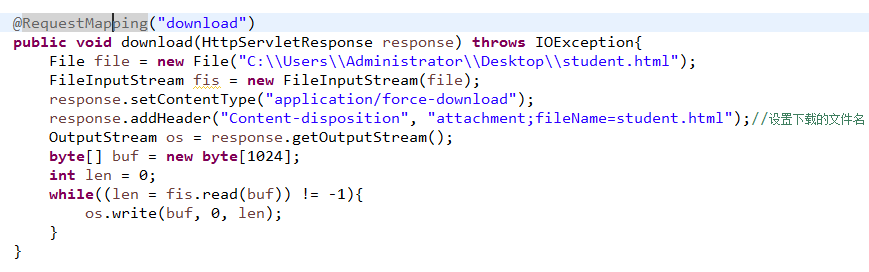 @RequestMapping("download")
public void download(HttpServletResponse response) throws IOException{
    File file = new File("C:\\Users\\Administrator\\Desktop\\student.html");
    FileInputStream fis = new FileInputStream(file);
    response.setContentType("application/force-download");
    response.addHeader("Content-disposition", "attachment;fileName=student.html");//设置下载的文件名
    OutputStream os = response.getOutputStream();
    byte[] buf = new byte[1024];
    int len = 0;
    while((len = fis.read(buf)) != -1){
        os.write(buf, 0, len);
    }
}